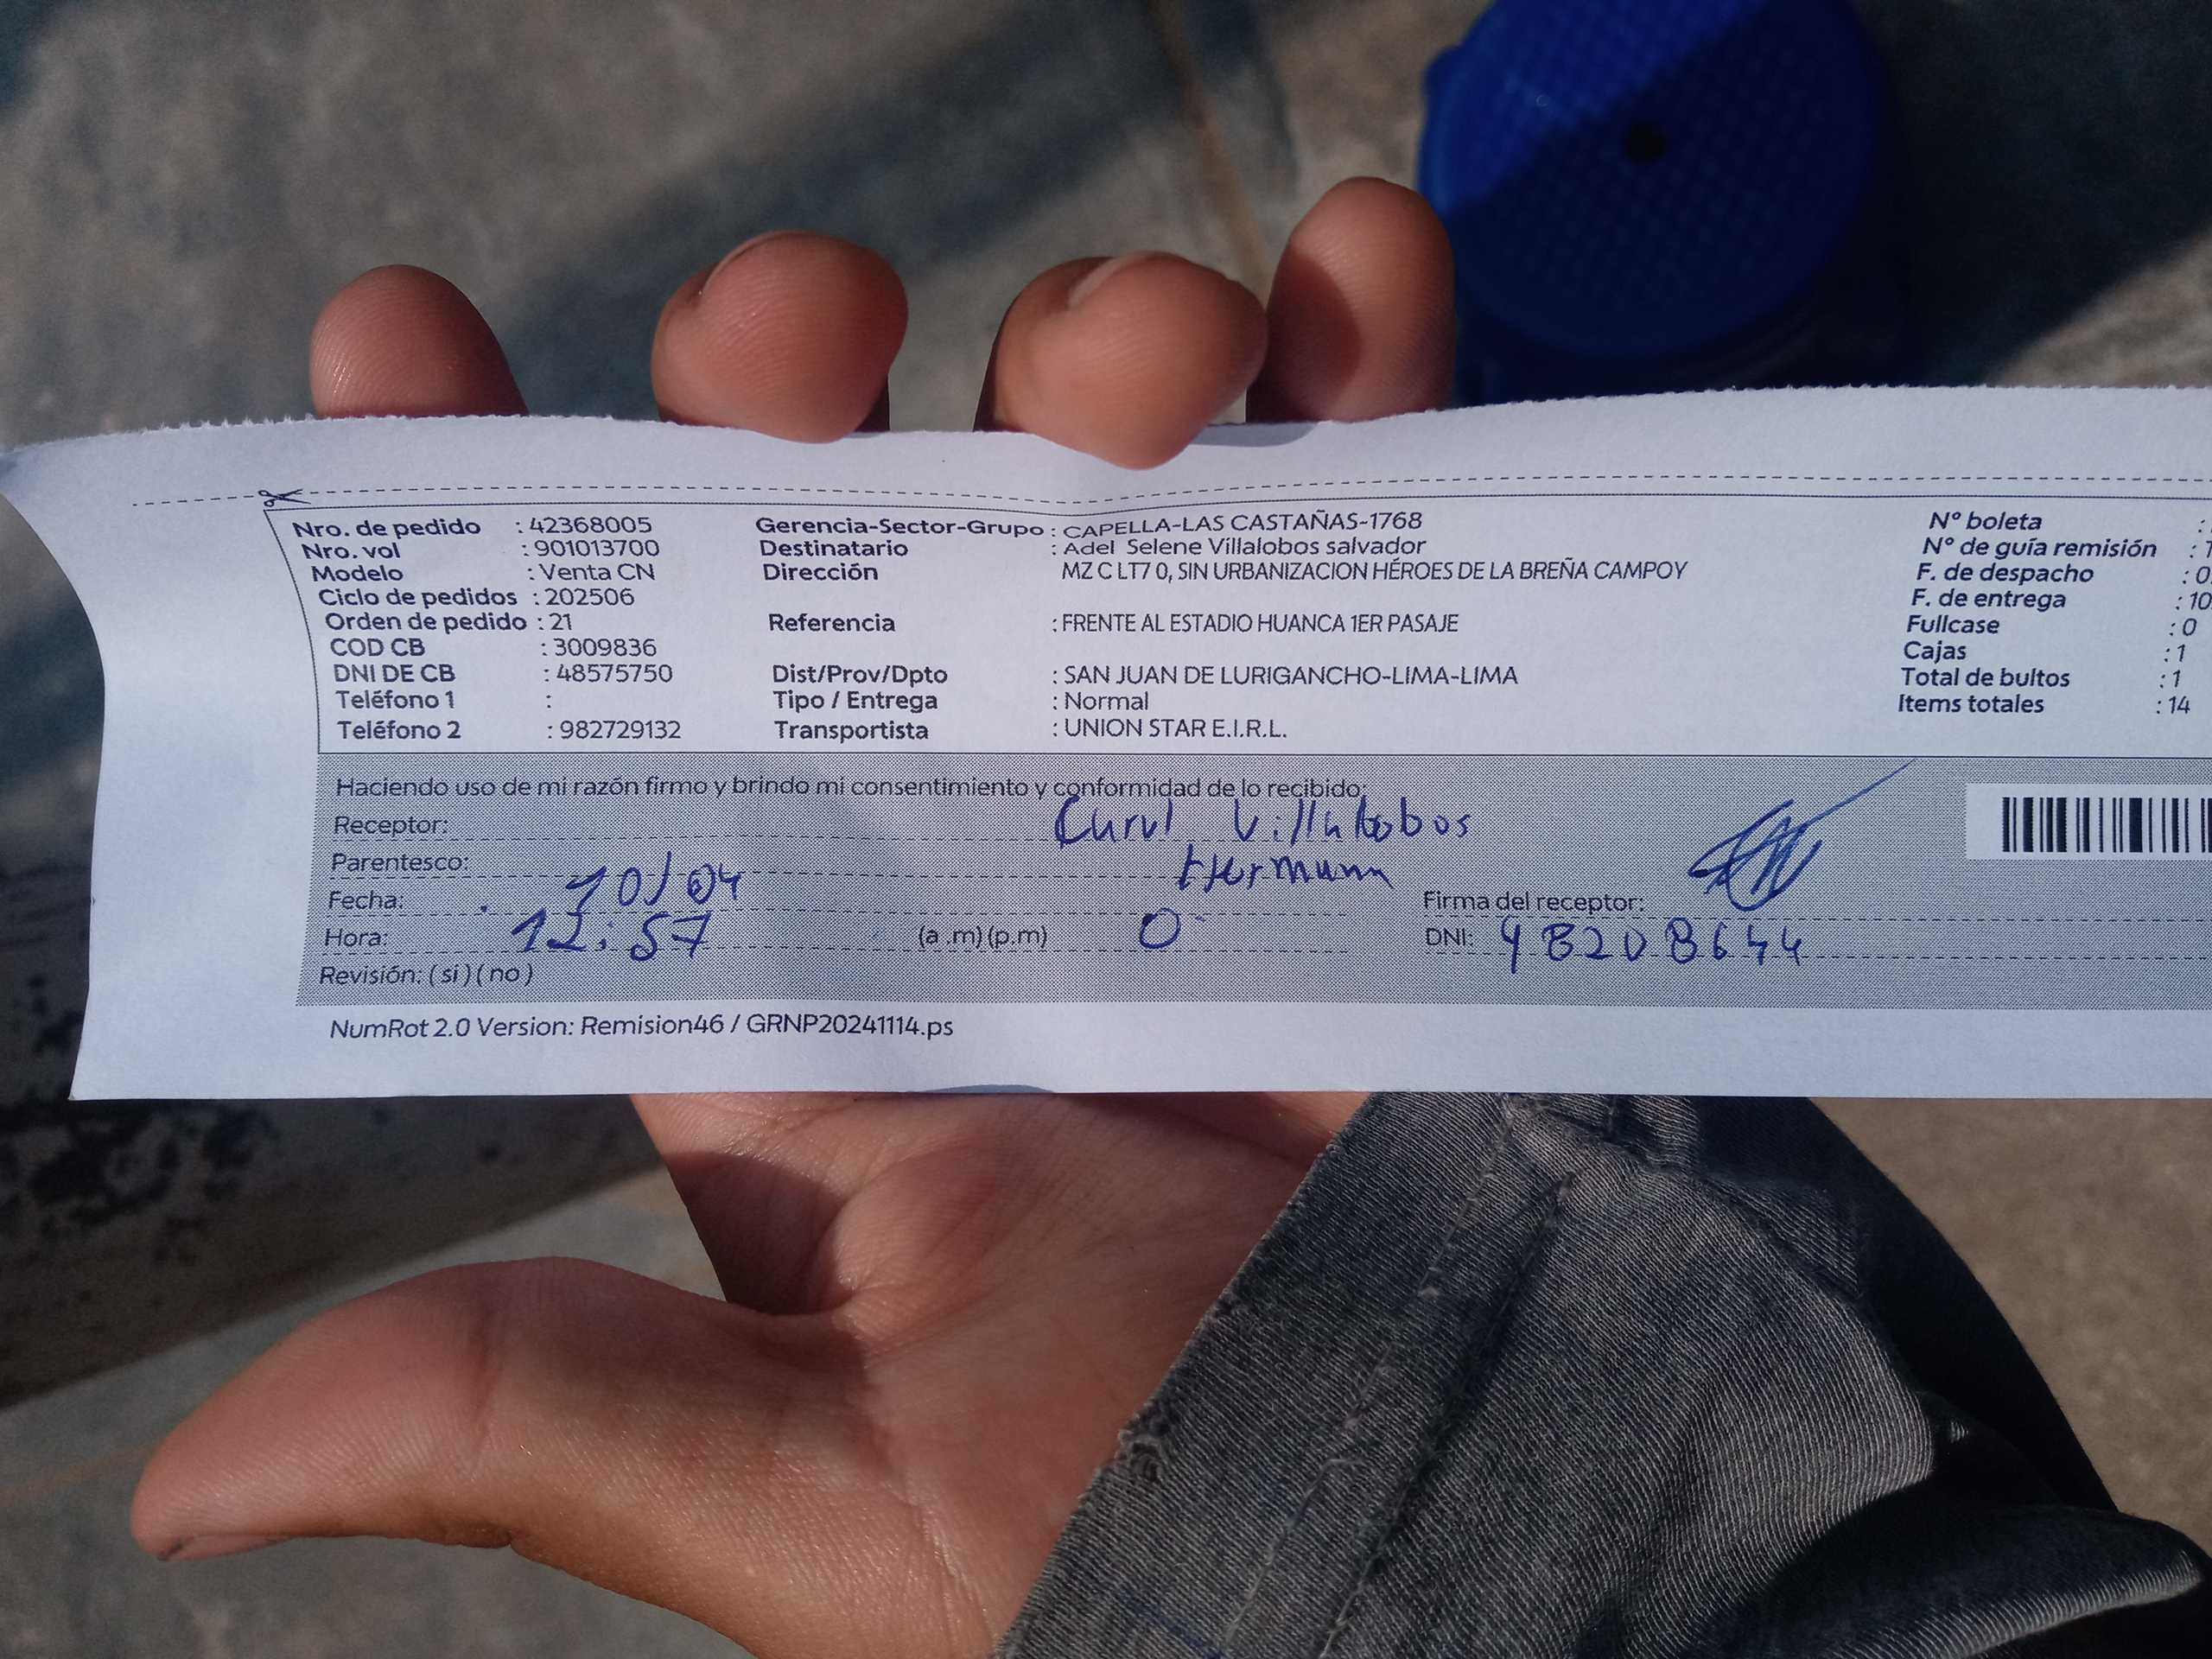 Nro. de pedido : 42368005
Nro. vol : 901013700
Modelo : Venta CN
Ciclo de pedidos : 202506
Orden de pedido : 21
COD CB : 3009836
DNI DE CB : 48575750
Teléfono 1 :
Teléfono 2 : 982729132
Gerencia-Sector-Grupo : CAPELLA-LAS CASTAÑAS-1768
Destinatario : Adel Selene Villalobos salvador
Dirección MZ C LT7 0, SIN URBANIZACION HÉROES DE LA BREÑA CAMPOY
Referencia : FRENTE AL ESTADIO HUANCA 1ER PASAJE
Dist/Prov/Dpto : SAN JUAN DE LURIGANCHO-LIMA-LIMA
Tipo / Entrega : Normal
Transportista : UNION STAR E.I.R.L.
N° boleta :
N° de guía remisión :
F. de despacho :
F. de entrega : 10
Fullcase : 0
Cajas : 1
Total de bultos : 1
Items totales : 14
Haciendo uso de mi razón firmo y brindo mi consentimiento y conformidad de lo recibido:
Receptor: Villalobos
Parentesco:
Fecha: 10/04
Firma del receptor:
Hora: 12:57 (a .m) (p.m) 0
DNI:
Revisión: ( si ) ( no )
NumRot 2.0 Version: Remision46 / GRNP20241114.ps